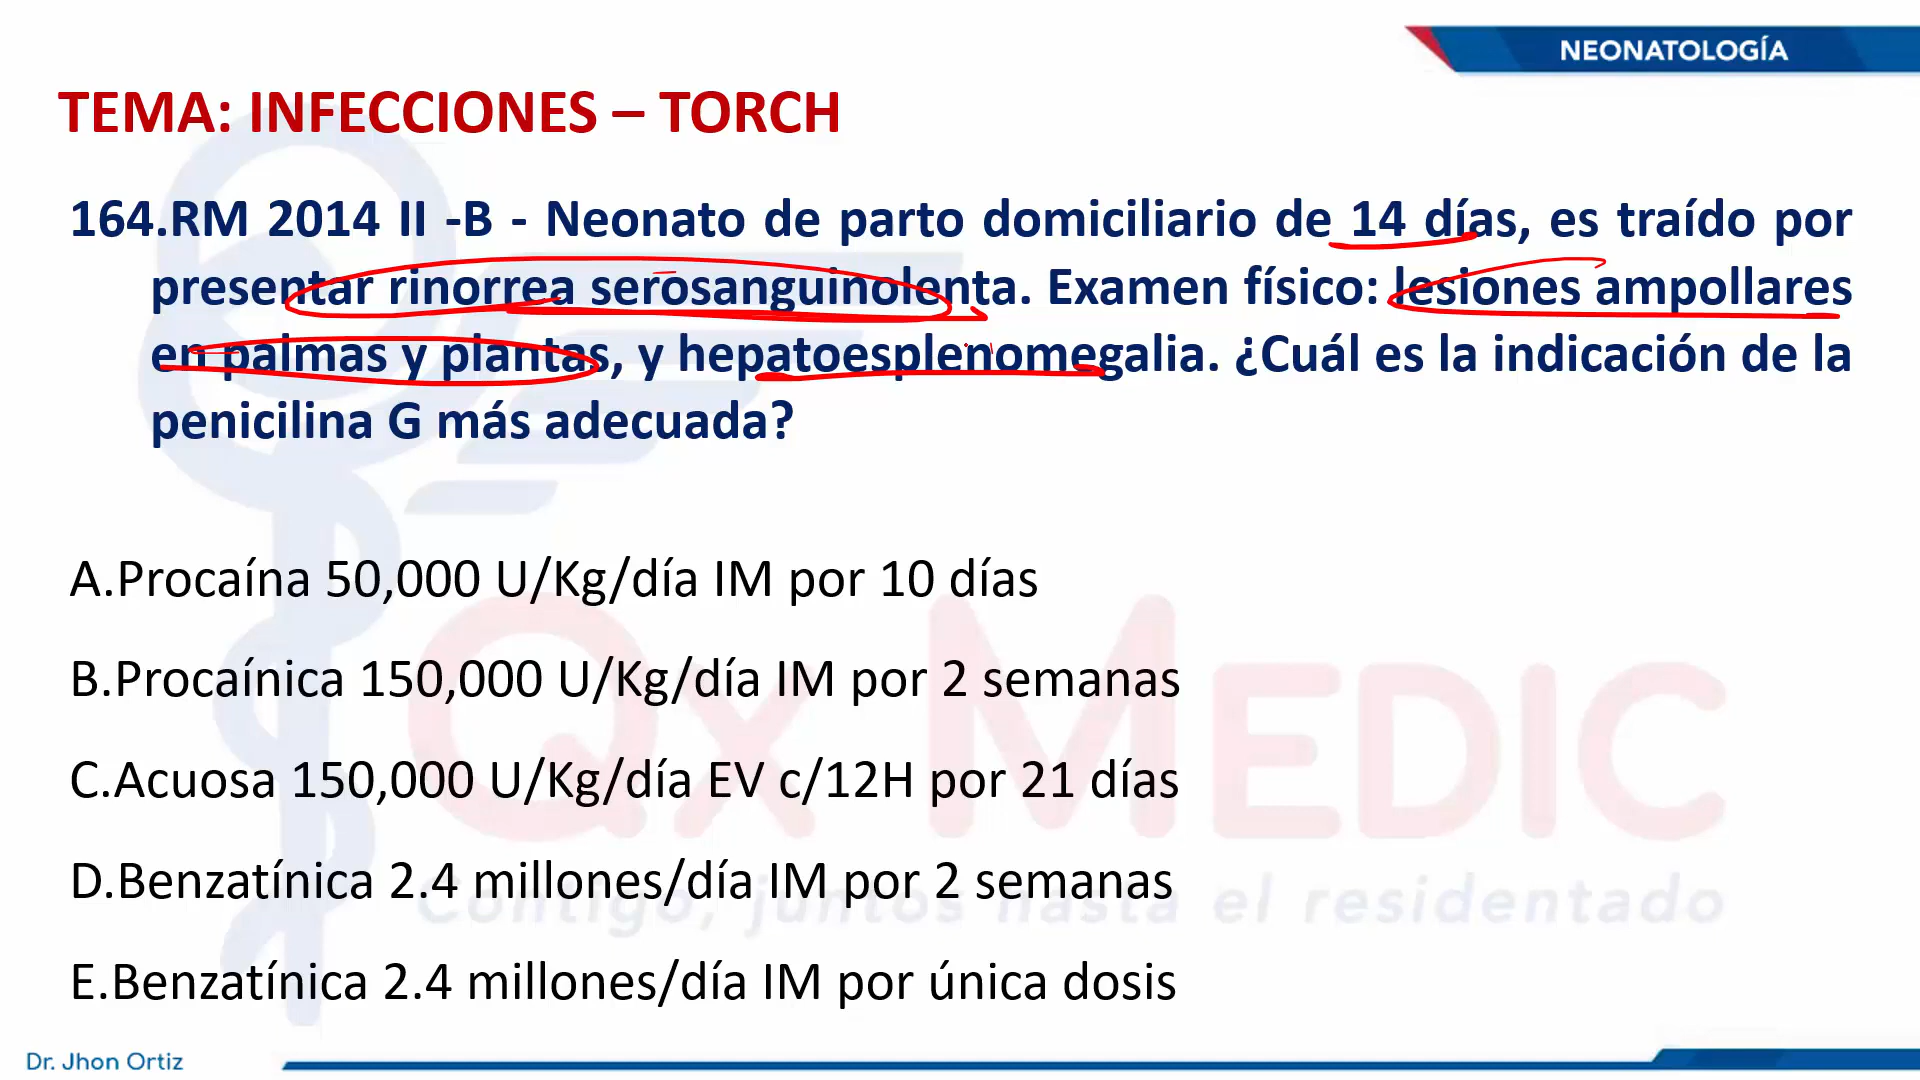 NEONATOLOGÍA
TEMA: INFECCIONES – TORCH
164.RM 2014 II -B - Neonato de parto domiciliario de 14 días, es traído por
presentar rinorrea serosanguinolenta. Examen físico: lesiones ampollares
en palmas y plantas, y hepatoesplenomegalia. ¿Cuál es la indicación de la
penicilina G más adecuada?
A.Procaína 50,000 U/Kg/día IM por 10 días
B.Procaínica 150,000 U/Kg/día IM por 2 semanas
C.Acuosa 150,000 U/Kg/día EV c/12H por 21 días
D.Benzatínica 2.4 millones/día IM por 2 semanas
E.Benzatínica 2.4 millones/día IM por única dosis
QX MEDIC
Contigo, juntos hasta el residentado
Dr. Jhon Ortiz